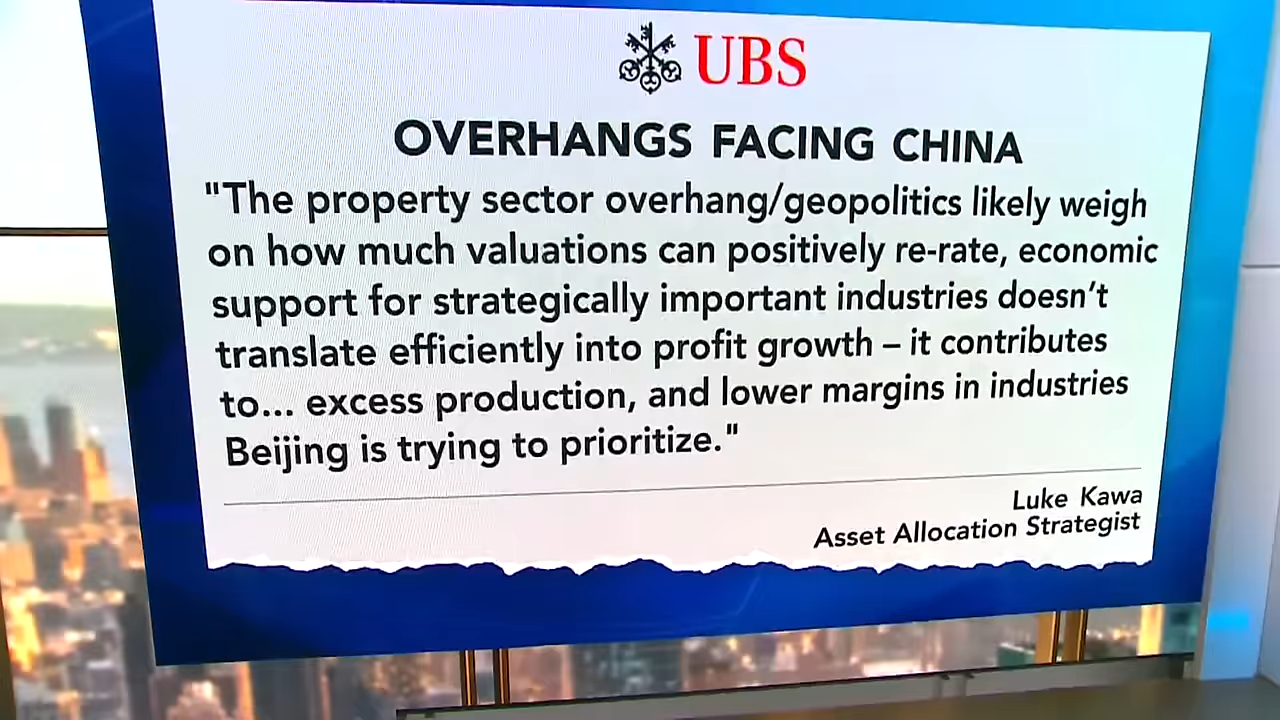 UBS
OVERHANGS FACING CHINA
"The property sector overhang/geopolitics likely weigh
on how much valuations can positively re-rate, economic
support for strategically important industries doesn't
translate efficiently into profit growth – it contributes
to... excess production, and lower margins in industries
Beijing is trying to prioritize."
Luke Kawa
Asset Allocation Strategist